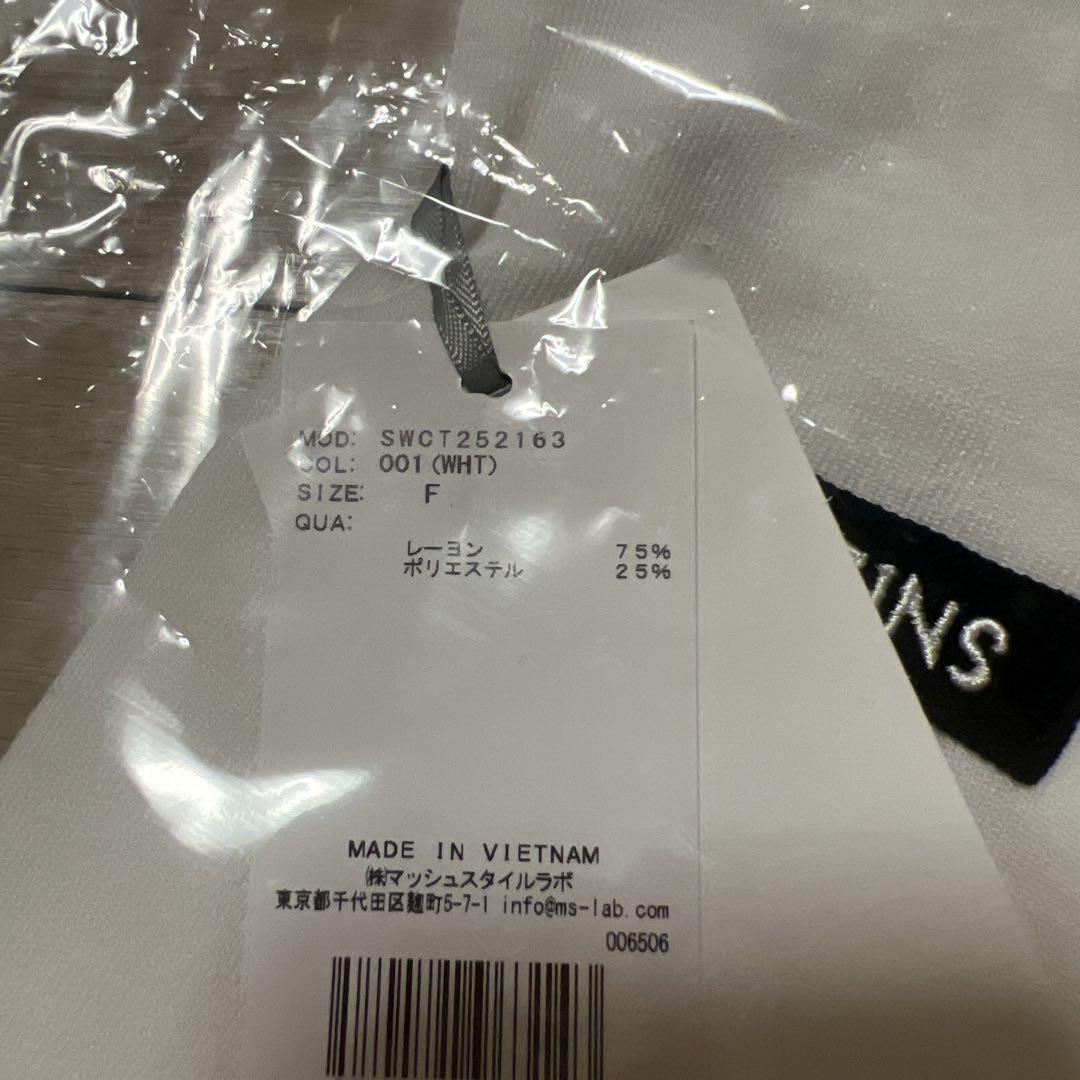 MOD: SWCT252163
COL: 001(WHT)
SIZE: F
QUA:
レーヨン 75%
ポリエステル 25%
MADE IN VIETNAM
㈱マッシュスタイルラボ
東京都千代田区麹町5-7-1 info@ms-lab.com
006506